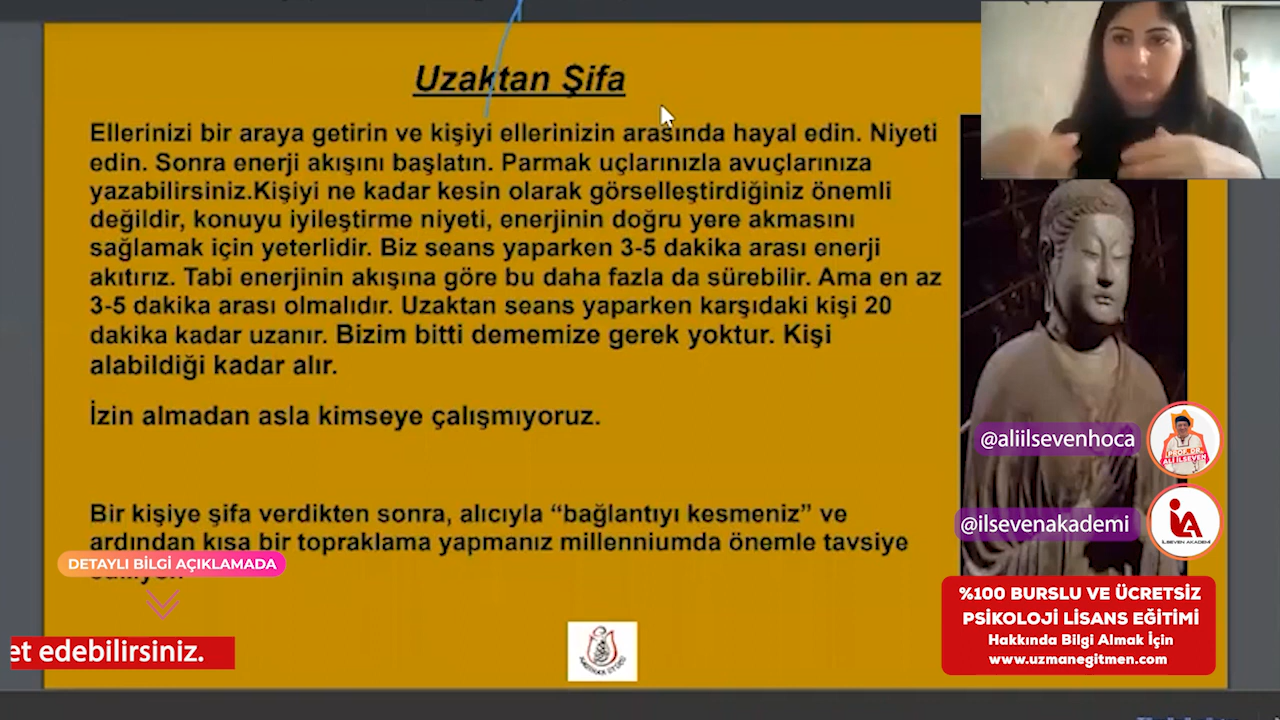 Uzaktan Şifa
Ellerinizi bir araya getirin ve kişiyi ellerinizin arasında hayal edin. Niyeti
edin. Sonra enerji akışını başlatın. Parmak uçlarınızla avuçlarınıza
yazabilirsiniz.Kişiyi ne kadar kesin olarak görselleştirdiğiniz önemli
değildir, konuyu iyileştirme niyeti, enerjinin doğru yere akmasını
sağlamak için yeterlidir. Biz seans yaparken 3-5 dakika arası enerji
akıtırız. Tabi enerjinin akışına göre bu daha fazla da sürebilir. Ama en az
3-5 dakika arası olmalıdır. Uzaktan seans yaparken karşıdaki kişi 20
dakika kadar uzanır. Bizim bitti dememize gerek yoktur. Kişi
alabildiği kadar alır.
İzin almadan asla kimseye çalışmıyoruz.
Bir kişiye şifa verdikten sonra, alıcıyla “bağlantıyı kesmeniz” ve
ardından kısa bir topraklama yapmanız millenniumda önemle tavsiye
DETAYLI BİLGİ AÇIKLAMADA
et edebilirsiniz.
@aliilsevenhoca
PROF. DR.
ALİ İLSEVEN
@ilsevenakademi
İLSEVEN AKADEMİ
%100 BURSLU VE ÜCRETSİZ
PSİKOLOJİ LİSANS EĞİTİMİ
Hakkında Bilgi Almak İçin
www.uzmanegitmen.com